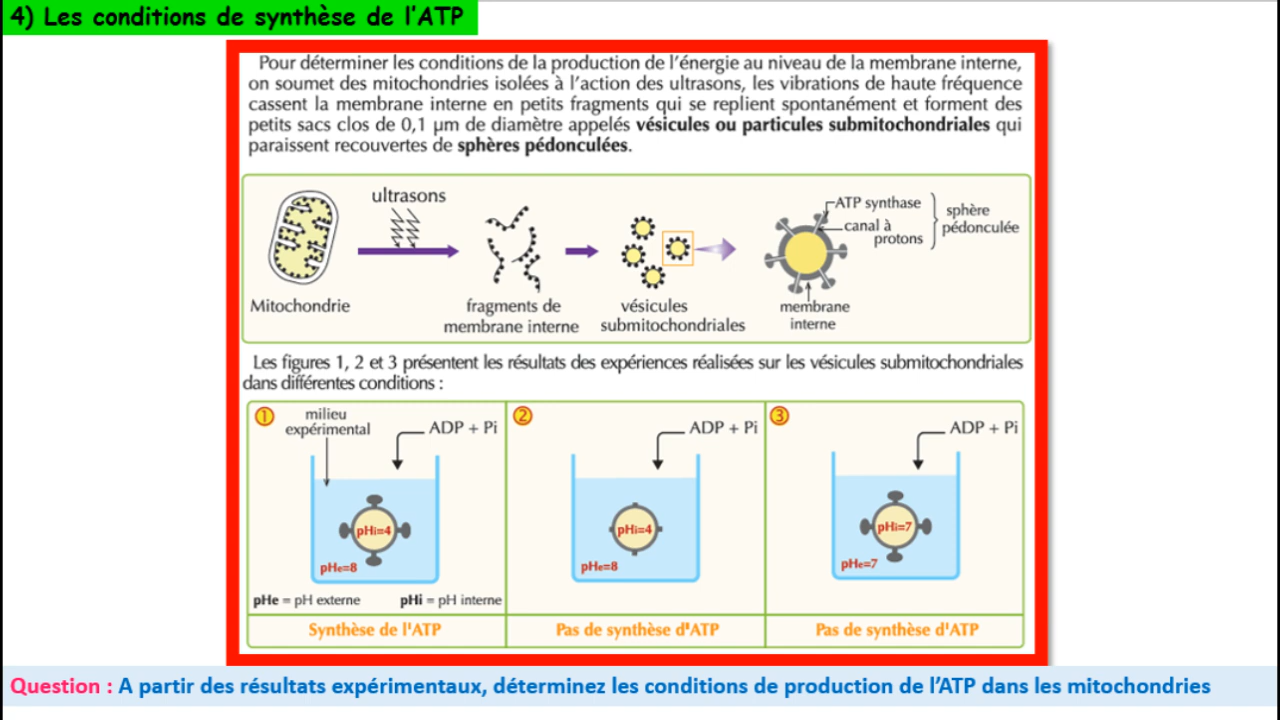 4) Les conditions de synthèse de l'ATP
Pour déterminer les conditions de la production de l'énergie au niveau de la membrane interne,
on soumet des mitochondries isolées à l'action des ultrasons, les vibrations de haute fréquence
cassent la membrane interne en petits fragments qui se replient spontanément et forment des
petits sacs clos de 0,1 µm de diamètre appelés vésicules ou particules submitochondriales qui
paraissent recouvertes de sphères pédonculées.
ultrasons
ATP synthase
canal à
protons
sphère
pédonculée
Mitochondrie
fragments de
membrane interne
vésicules
submitochondriales
membrane
interne
Les figures 1, 2 et 3 présentent les résultats des expériences réalisées sur les vésicules submitochondriales
dans différentes conditions :
1
milieu
expérimental
ADP + Pi
pHi=4
pHe=8
pHe = pH externe pHi = pH interne
Synthèse de l'ATP
2
ADP + Pi
pHi=4
pHe=8
Pas de synthèse d'ATP
3
ADP + Pi
pHi=7
pHe=7
Pas de synthèse d'ATP
Question : A partir des résultats expérimentaux, déterminez les conditions de production de l'ATP dans les mitochondries